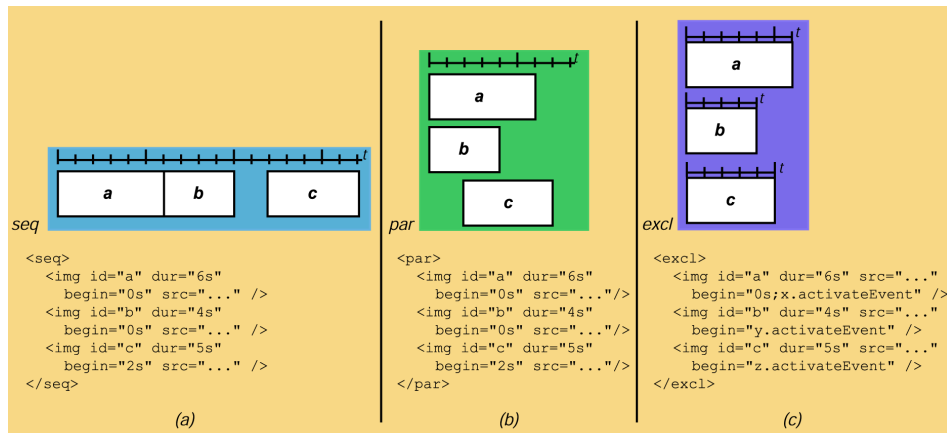 t
a b c
seq
<seq>
<img id="a" dur="6s"
begin="0s" src="..." />
<img id="b" dur="4s"
begin="0s" src="..." />
<img id="c" dur="5s"
begin="2s" src="..." />
</seq>
(a)
t
a
b
c
par
<par>
<img id="a" dur="6s"
begin="0s" src="..."/>
<img id="b" dur="4s"
begin="0s" src="..."/>
<img id="c" dur="5s"
begin="2s" src="..." />
</par>
(b)
t
a
t
b
t
c
excl
<excl>
<img id="a" dur="6s" src="..."
begin="0s;x.activateEvent" />
<img id="b" dur="4s" src="..."
begin="y.activateEvent" />
<img id="c" dur="5s" src="..."
begin="z.activateEvent" />
</excl>
(c)